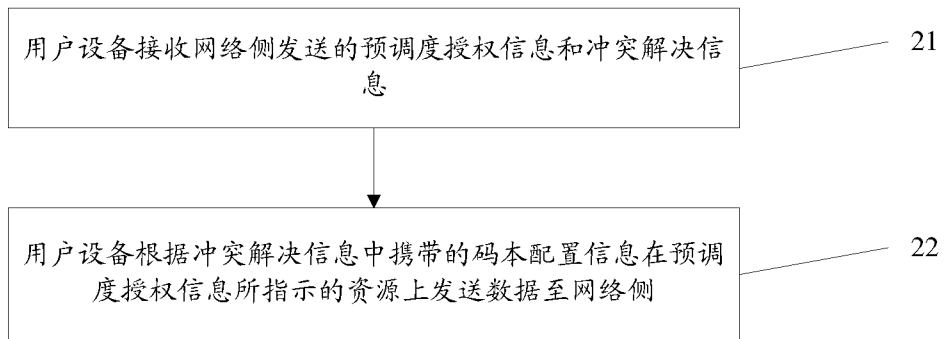 用户设备接收网络侧发送的预调度授权信息和冲突解决信
息
21
用户设备根据冲突解决信息中携带的码本配置信息在预调
度授权信息所指示的资源上发送数据至网络侧
22